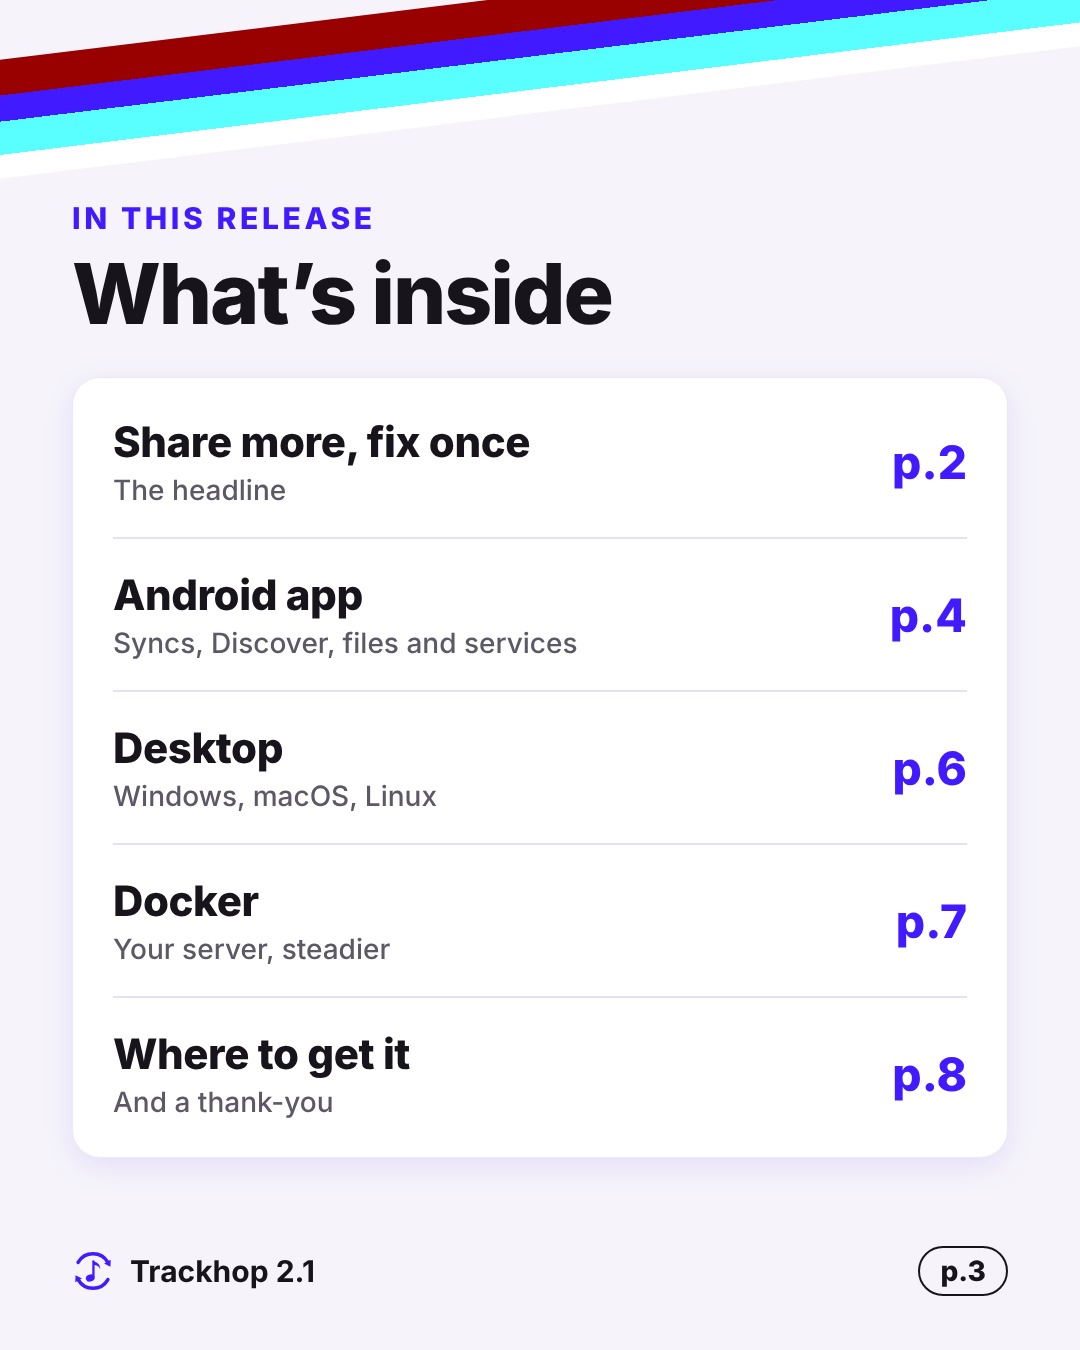 IN THIS RELEASE
What’s inside
Share more, fix once
The headline
p.2
Android app
Syncs, Discover, files and services
p.4
Desktop
Windows, macOS, Linux
p.6
Docker
Your server, steadier
p.7
Where to get it
And a thank-you
p.8
Trackhop 2.1
p.3